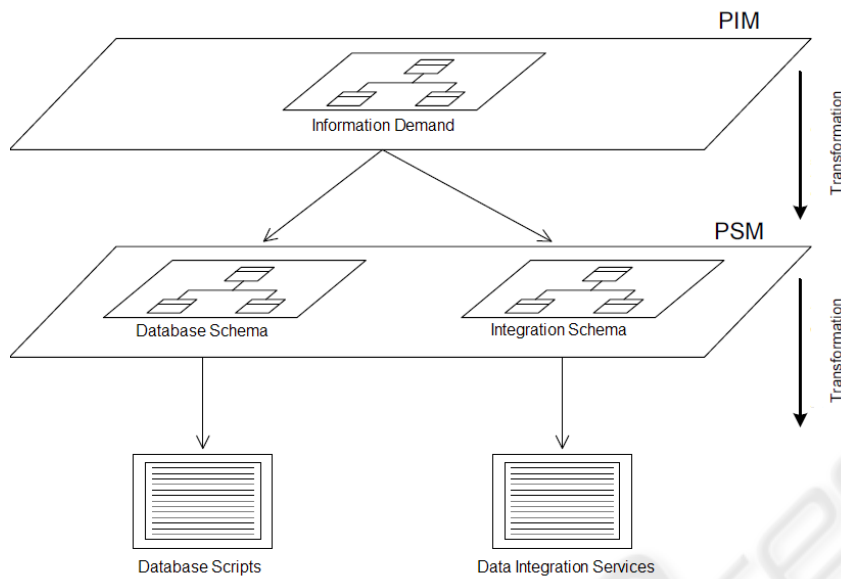 PIM
Information Demand
Transformation
PSM
Database Schema
Integration Schema
Transformation
Database Scripts
Data Integration Services